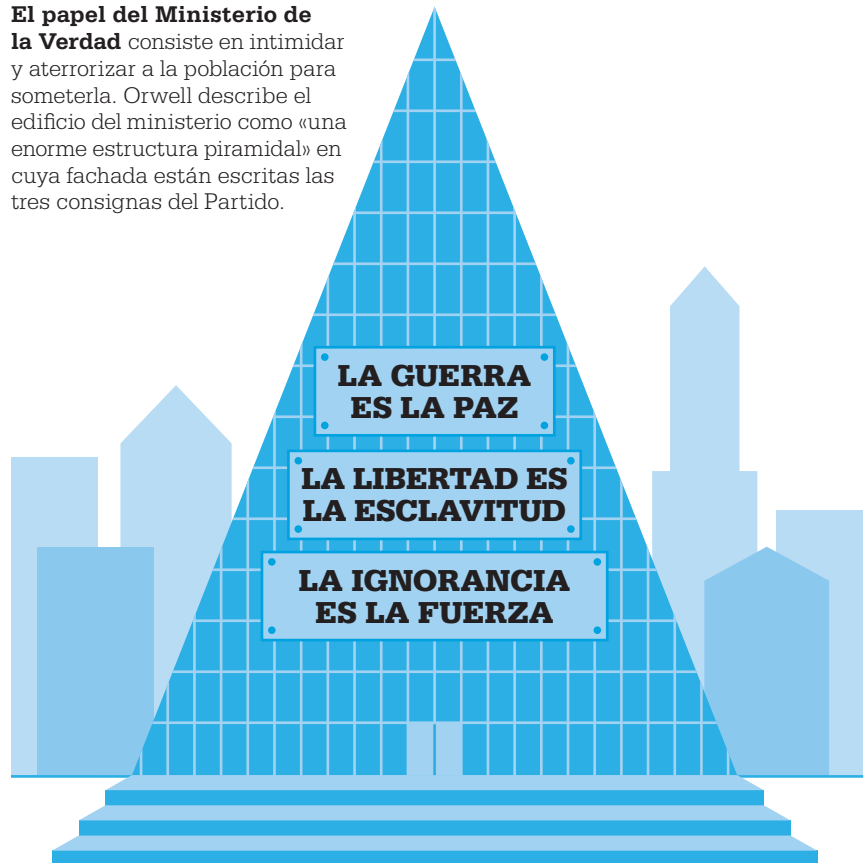 El papel del Ministerio de
la Verdad consiste en intimidar
y aterrorizar a la población para
someterla. Orwell describe el
edificio del ministerio como «una
enorme estructura piramidal» en
cuya fachada están escritas las
tres consignas del Partido.
LA GUERRA
ES LA PAZ
LA LIBERTAD ES
LA ESCLAVITUD
LA IGNORANCIA
ES LA FUERZA